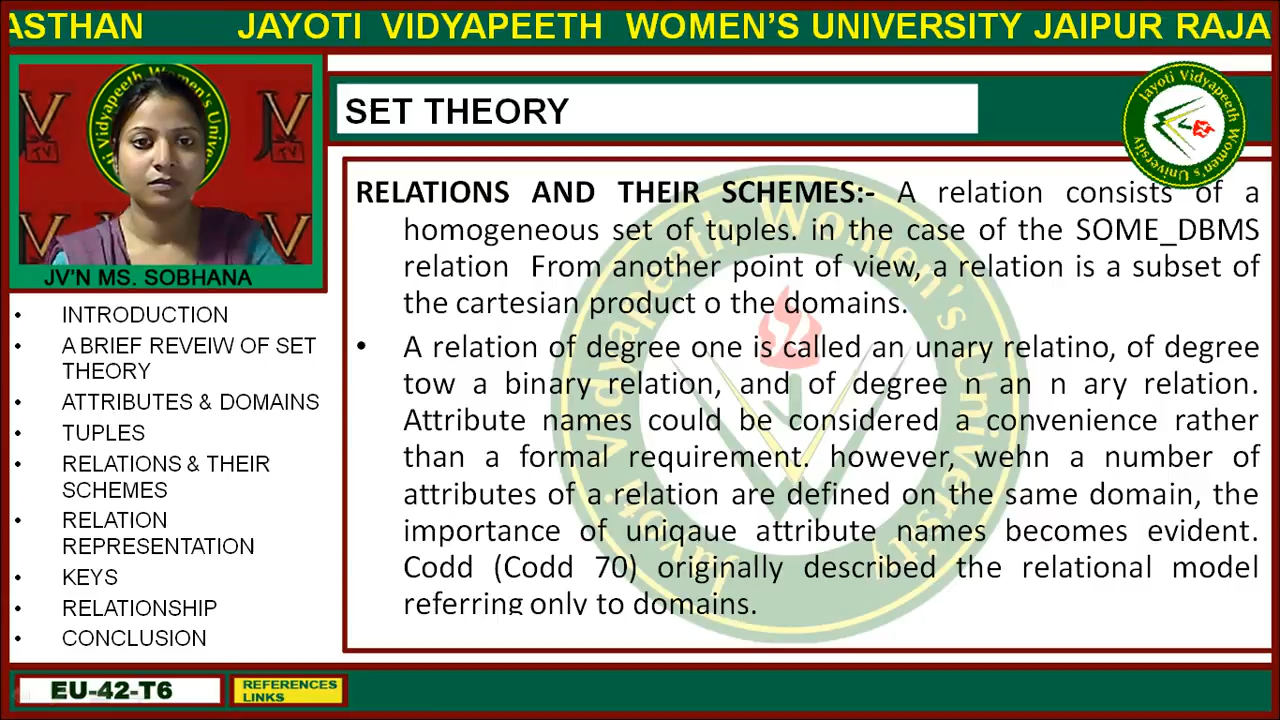 ASTHAN JAYOTI VIDYAPEETH WOMEN'S UNIVERSITY JAIPUR RAJA
SET THEORY
Jayoti Vidyapeeth Women's University
JV'N MS. SOBHANA
• INTRODUCTION
• A BRIEF REVEIW OF SET
THEORY
• ATTRIBUTES & DOMAINS
• TUPLES
• RELATIONS & THEIR
SCHEMES
• RELATION
REPRESENTATION
• KEYS
• RELATIONSHIP
• CONCLUSION
RELATIONS AND THEIR SCHEMES:- A relation consists of a
homogeneous set of tuples. in the case of the SOME_DBMS
relation From another point of view, a relation is a subset of
the cartesian product o the domains.
• A relation of degree one is called an unary relatino, of degree
tow a binary relation, and of degree n an n ary relation.
Attribute names could be considered a convenience rather
than a formal requirement. however, wehn a number of
attributes of a relation are defined on the same domain, the
importance of uniqaue attribute names becomes evident.
Codd (Codd 70) originally described the relational model
referring only to domains.
EU-42-T6
REFERENCES
LINKS